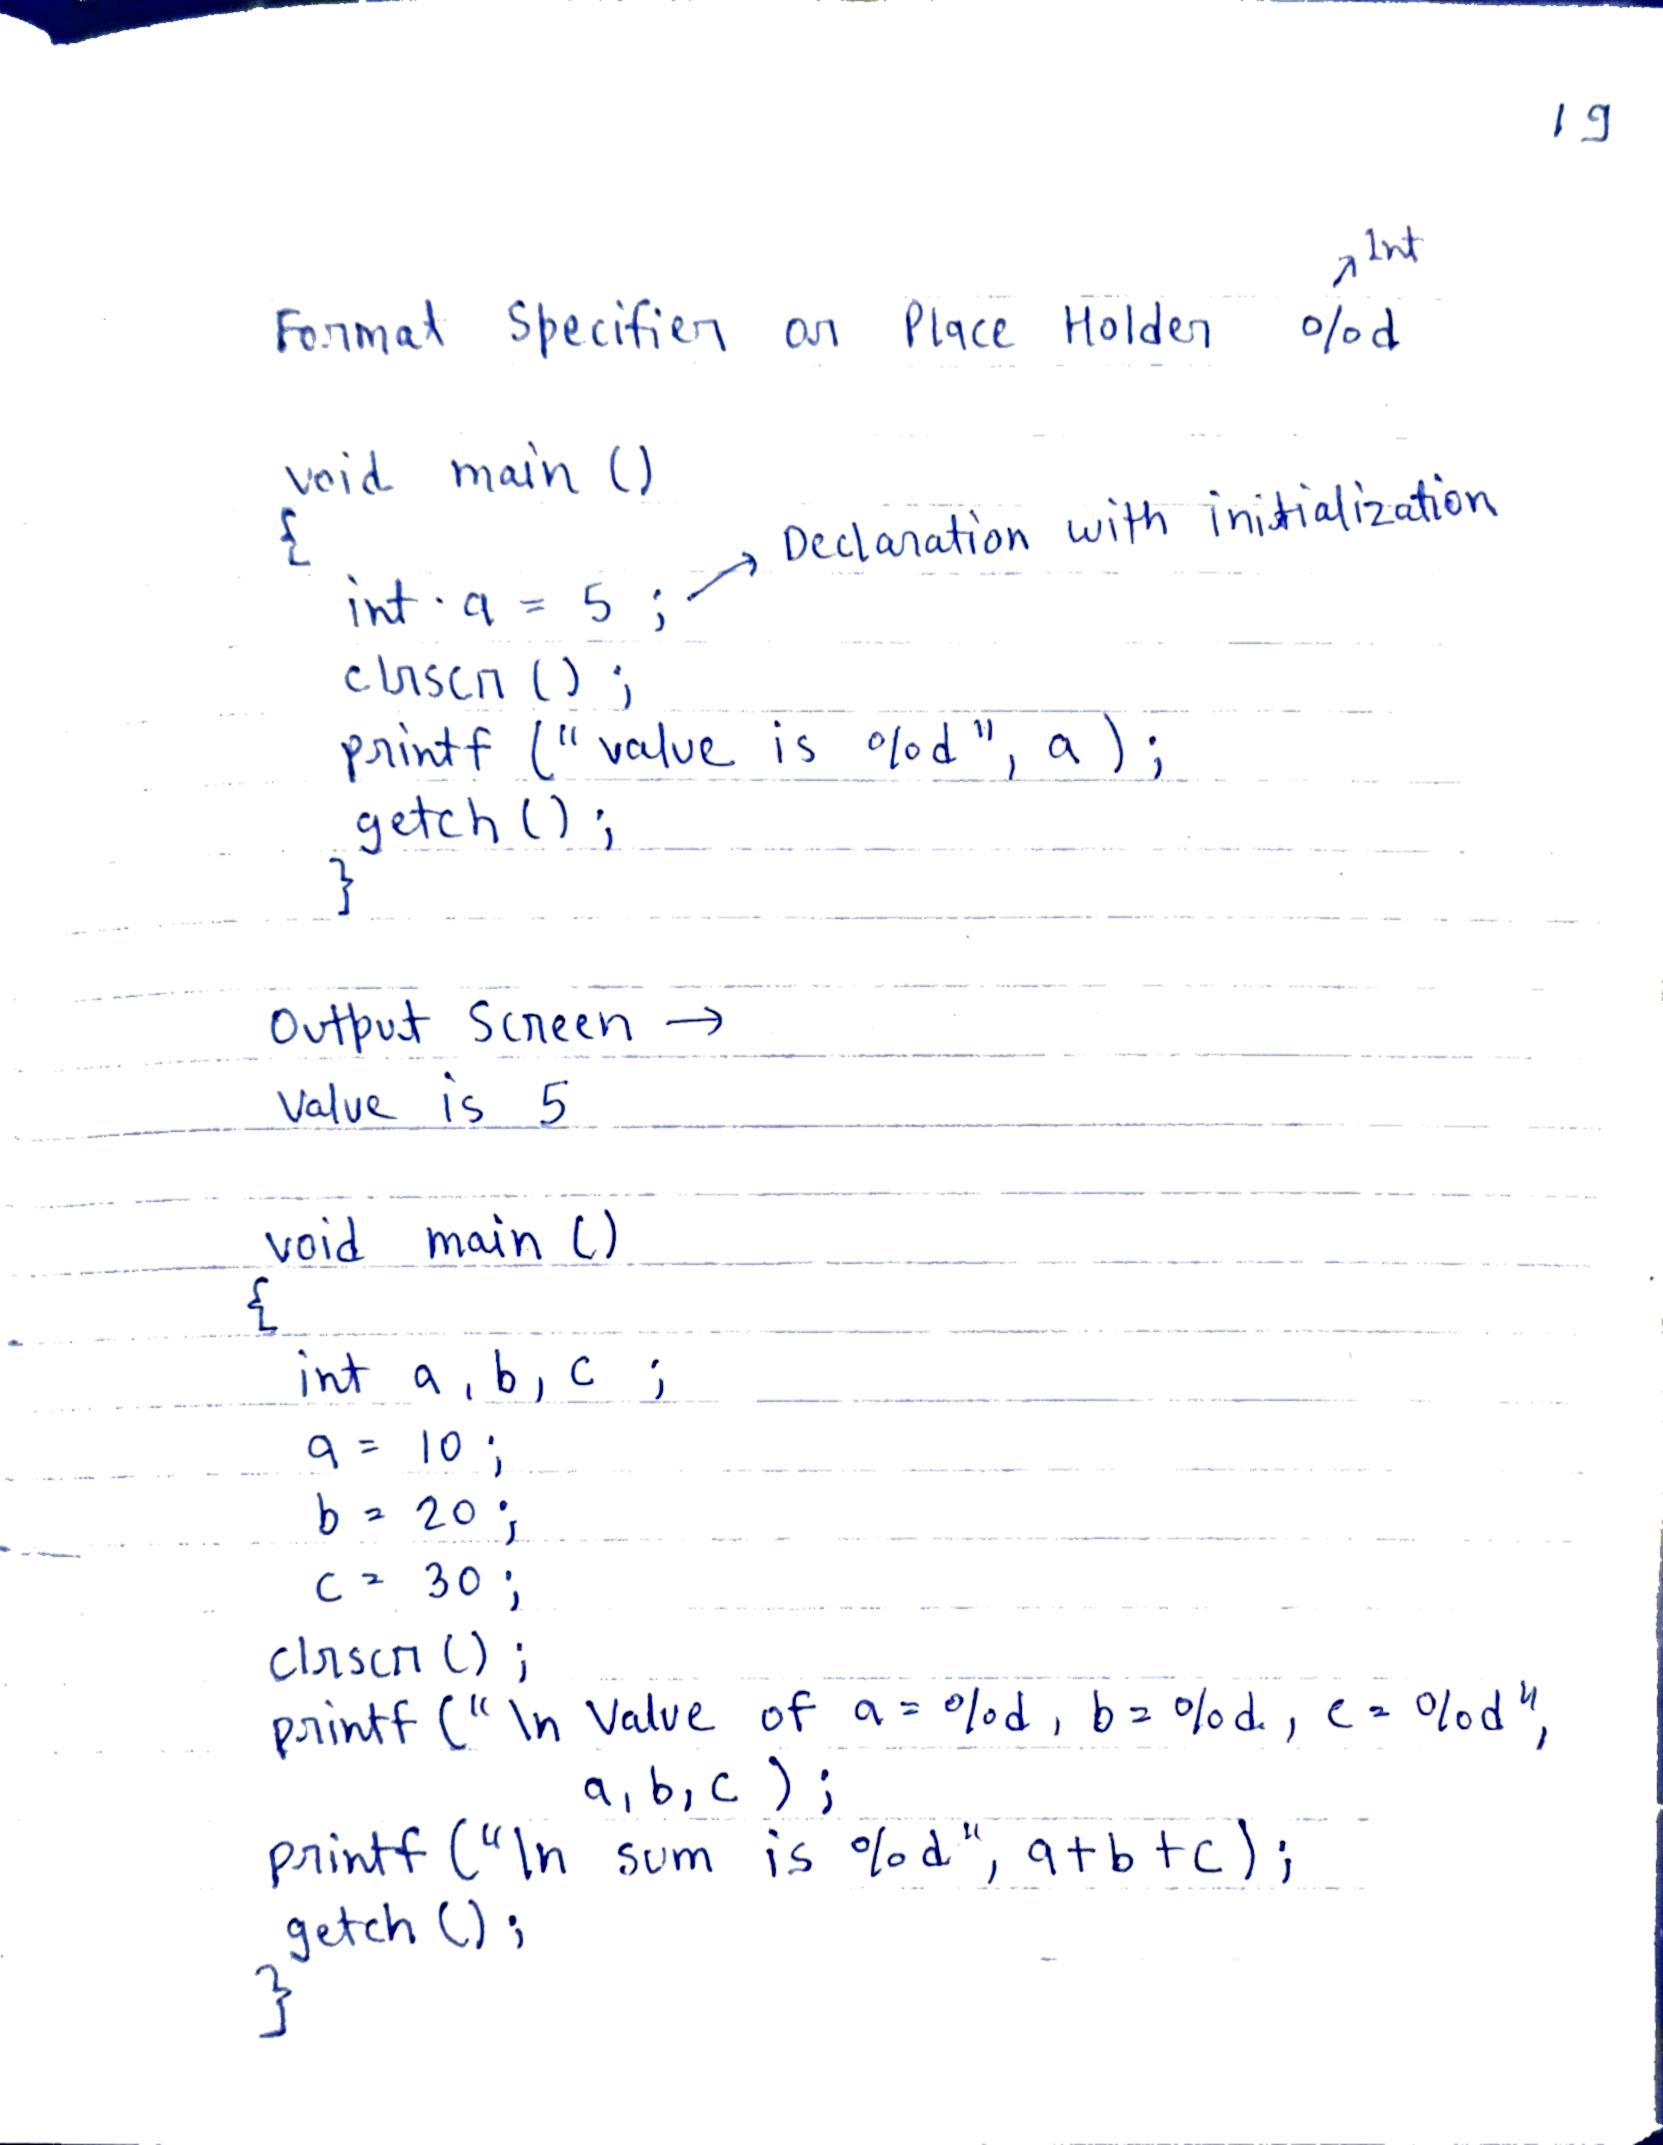 19
Int
Format Specifier or Place Holder %d
void main ()
{
Declaration with initialization
int a = 5 ;
clrscr () ;
printf ("value is %d", a ) ;
getch () ;
}
Output Screen →
Value is 5
void main ()
{
int a, b, c ;
a = 10 ;
b = 20 ;
c = 30 ;
clrscr () ;
printf ("\n Value of a = %d, b = %d, c = %d",
a, b, c ) ;
printf ("\n sum is %d", a+b+c) ;
getch () ;
}